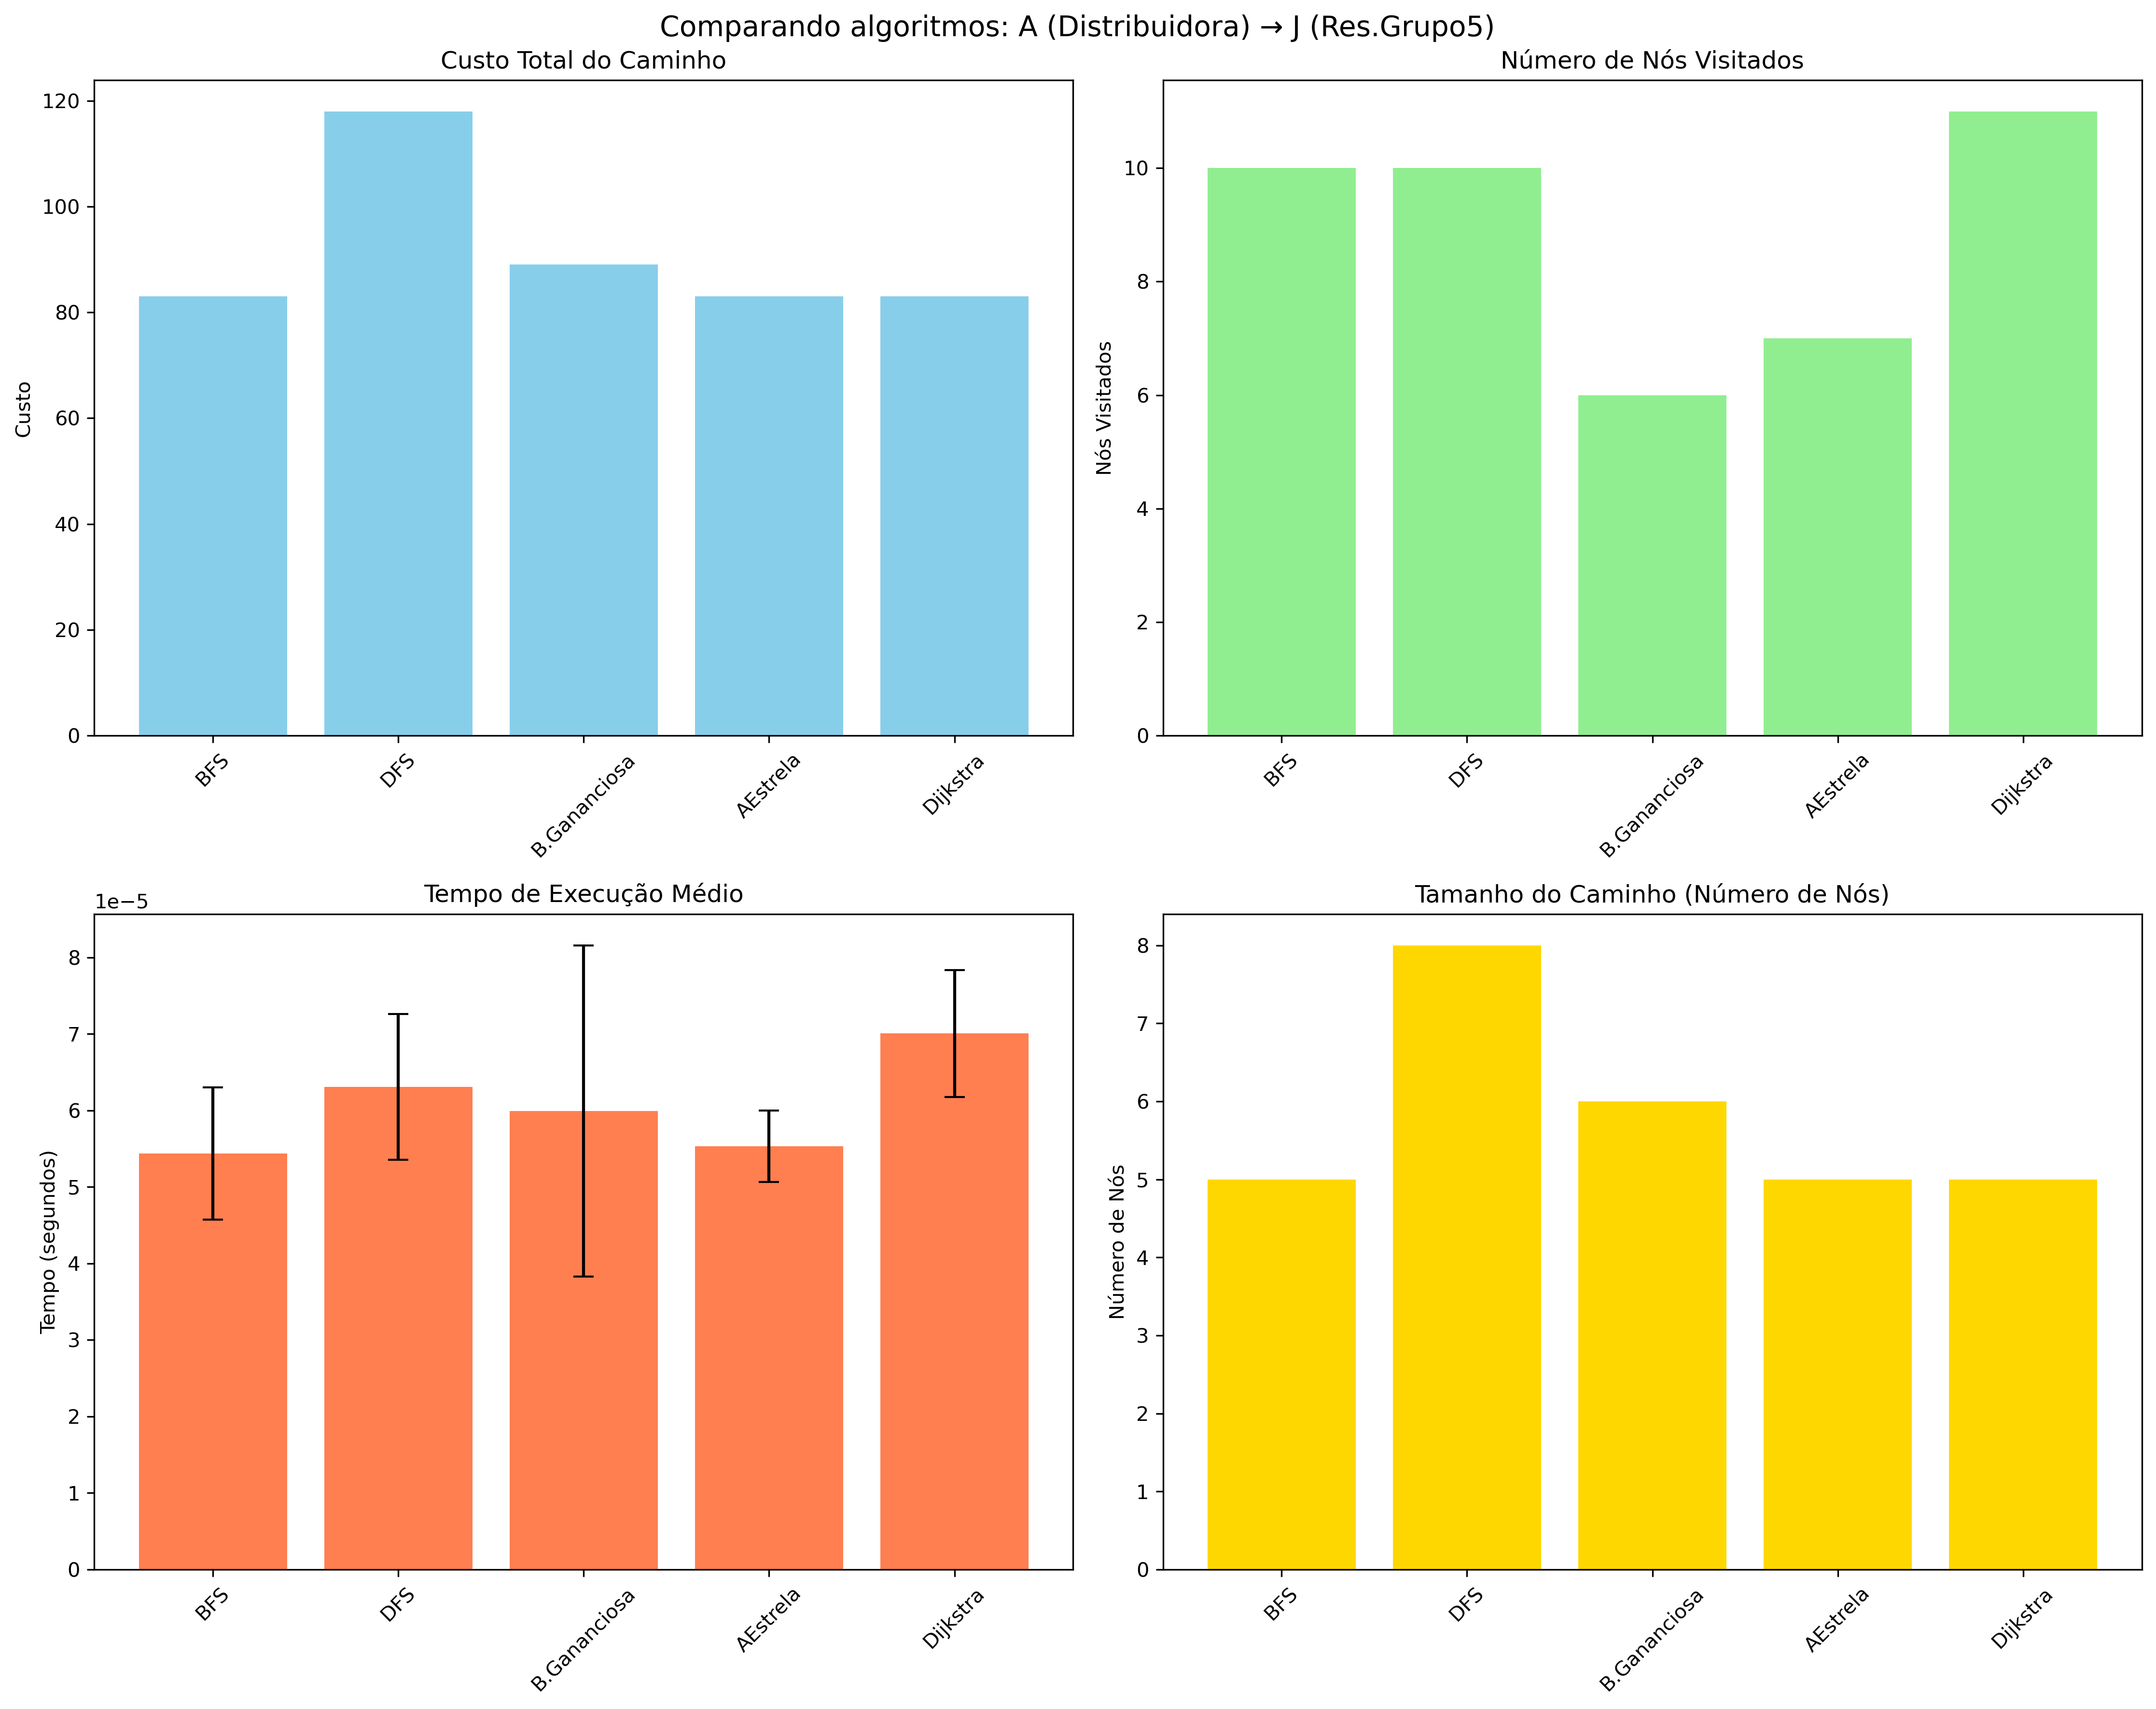 Comparando algoritmos: A (Distribuidora) → J (Res.Grupo5)
Custo Total do Caminho
120
100
80
60
40
20
0
Custo
BFS
DFS
B.Gananciosa
AEstrela
Dijkstra
Número de Nós Visitados
10
8
6
4
2
0
Nós Visitados
BFS
DFS
B.Gananciosa
AEstrela
Dijkstra
Tempo de Execução Médio
1e−5
8
7
6
5
4
3
2
1
0
Tempo (segundos)
BFS
DFS
B.Gananciosa
AEstrela
Dijkstra
Tamanho do Caminho (Número de Nós)
8
7
6
5
4
3
2
1
0
Número de Nós
BFS
DFS
B.Gananciosa
AEstrela
Dijkstra